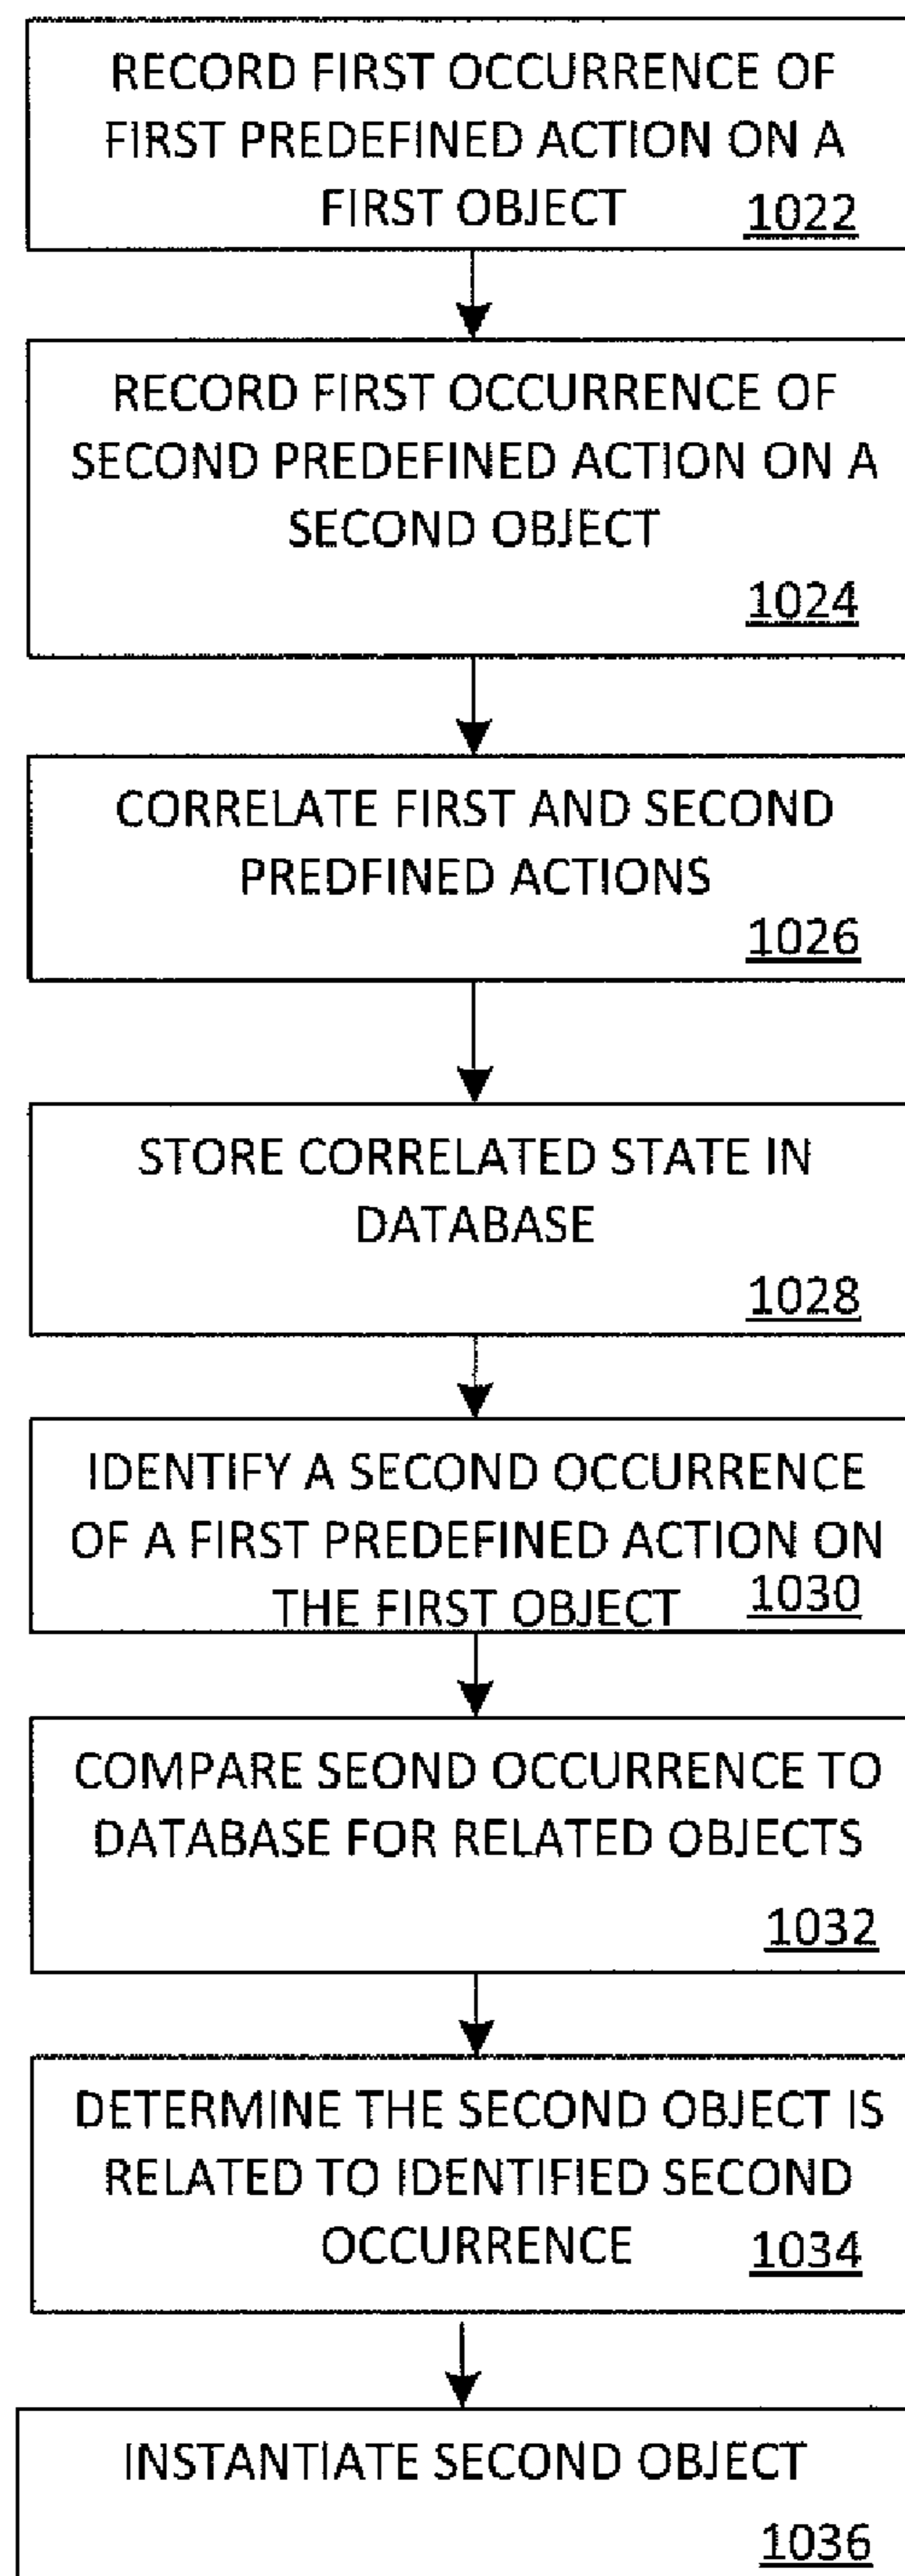 RECORD FIRST OCCURRENCE OF
FIRST PREDEFINED ACTION ON A
FIRST OBJECT
1022
RECORD FIRST OCCURRENCE OF
SECOND PREDEFINED ACTION ON A
SECOND OBJECT
1024
CORRELATE FIRST AND SECOND
PREDFINED ACTIONS
1026
STORE CORRELATED STATE IN
DATABASE
1028
IDENTIFY A SECOND OCCURRENCE
OF A FIRST PREDEFINED ACTION ON
THE FIRST OBJECT
1030
COMPARE SEOND OCCURRENCE TO
DATABASE FOR RELATED OBJECTS
1032
DETERMINE THE SECOND OBJECT IS
RELATED TO IDENTIFIED SECOND
OCCURRENCE
1034
INSTANTIATE SECOND OBJECT
1036